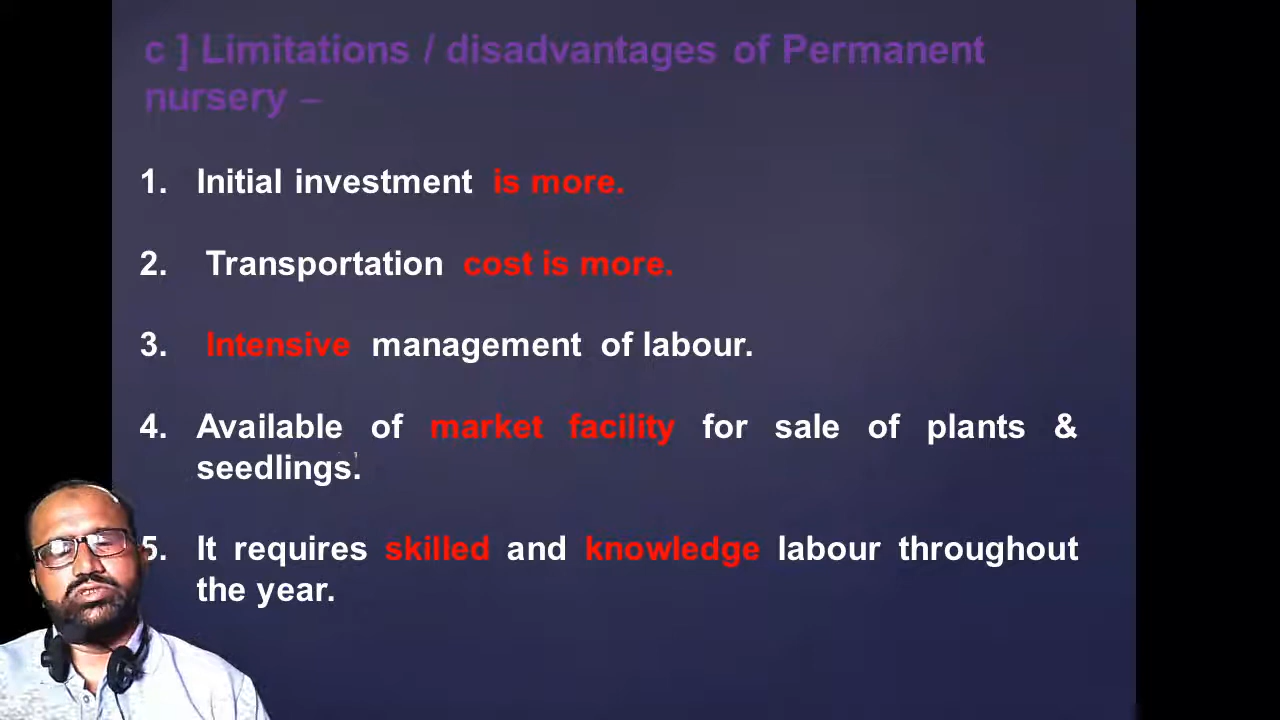 c ] Limitations / disadvantages of Permanent
nursery –
1. Initial investment is more.
2. Transportation cost is more.
3. Intensive management of labour.
4. Available of market facility for sale of plants &
seedlings.
5. It requires skilled and knowledge labour throughout
the year.